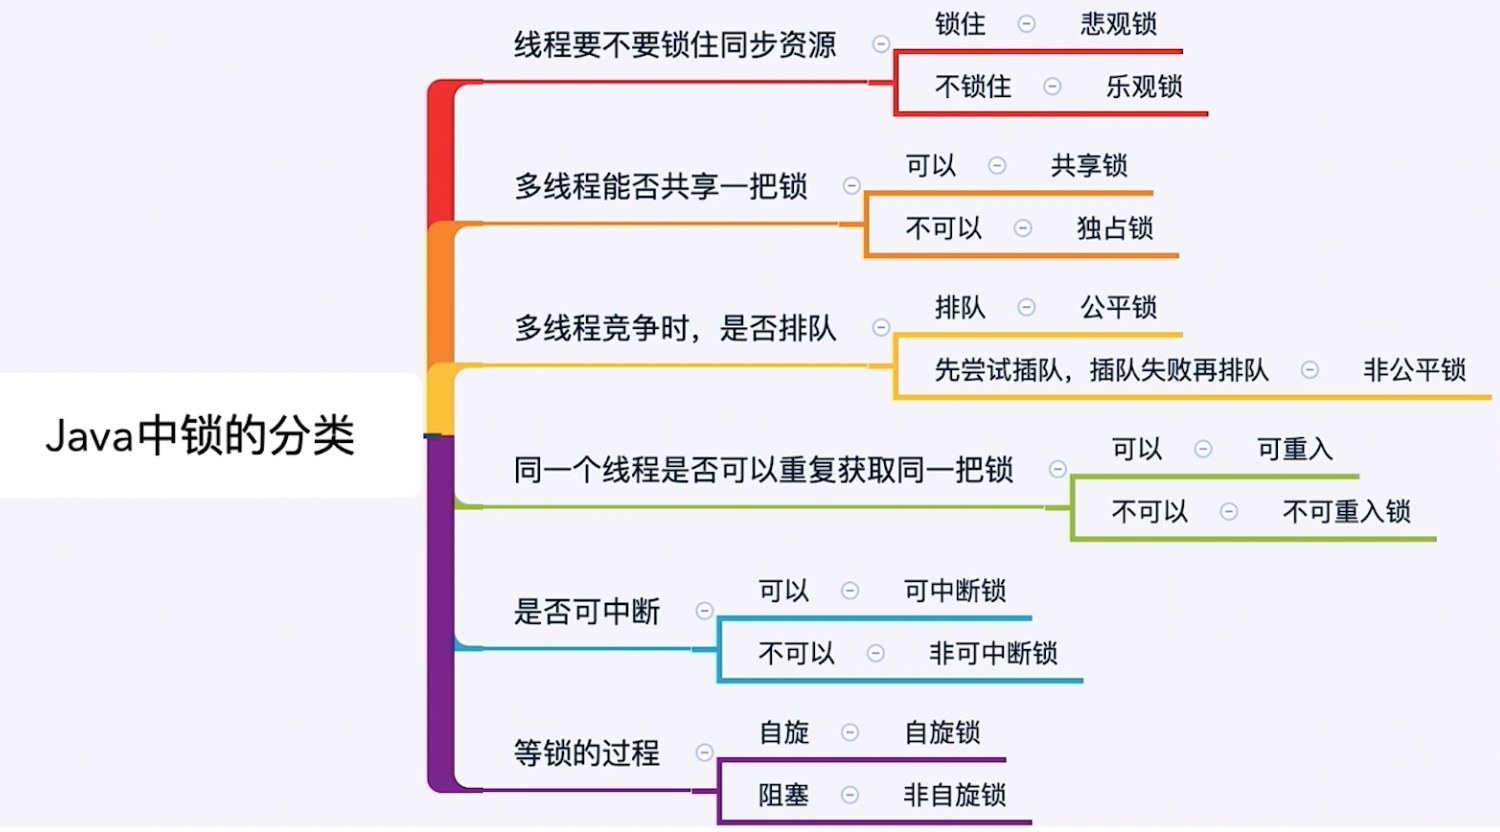 Java中锁的分类
线程要不要锁住同步资源
锁住 悲观锁
不锁住 乐观锁
多线程能否共享一把锁
可以 共享锁
不可以 独占锁
多线程竞争时，是否排队
排队 公平锁
先尝试插队，插队失败再排队 非公平锁
同一个线程是否可以重复获取同一把锁
可以 可重入
不可以 不可重入锁
是否可中断
可以 可中断锁
不可以 非可中断锁
等锁的过程
自旋 自旋锁
阻塞 非自旋锁